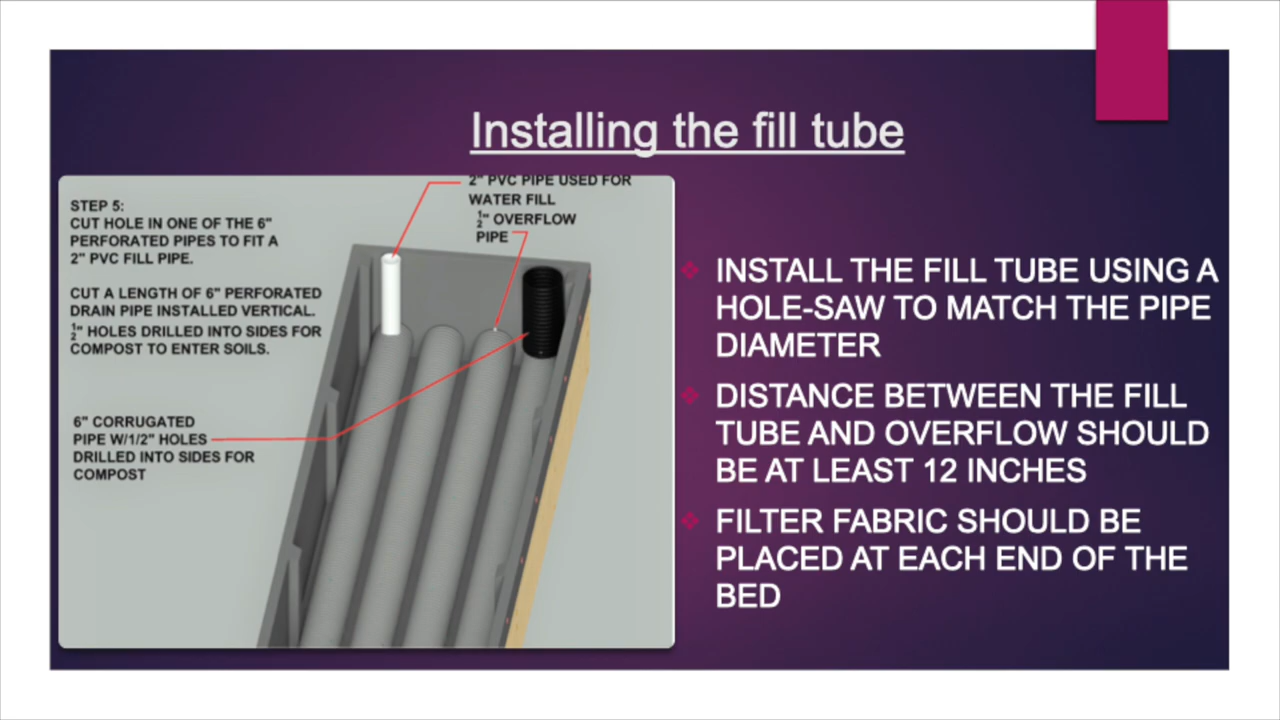 Installing the fill tube
2" PVC PIPE USED FOR
WATER FILL
½" OVERFLOW
PIPE
STEP 5:
CUT HOLE IN ONE OF THE 6"
PERFORATED PIPES TO FIT A
2" PVC FILL PIPE.
CUT A LENGTH OF 6" PERFORATED
DRAIN PIPE INSTALLED VERTICAL.
½" HOLES DRILLED INTO SIDES FOR
COMPOST TO ENTER SOILS.
6" CORRUGATED
PIPE W/1/2" HOLES
DRILLED INTO SIDES FOR
COMPOST
INSTALL THE FILL TUBE USING A
HOLE-SAW TO MATCH THE PIPE
DIAMETER
DISTANCE BETWEEN THE FILL
TUBE AND OVERFLOW SHOULD
BE AT LEAST 12 INCHES
FILTER FABRIC SHOULD BE
PLACED AT EACH END OF THE
BED